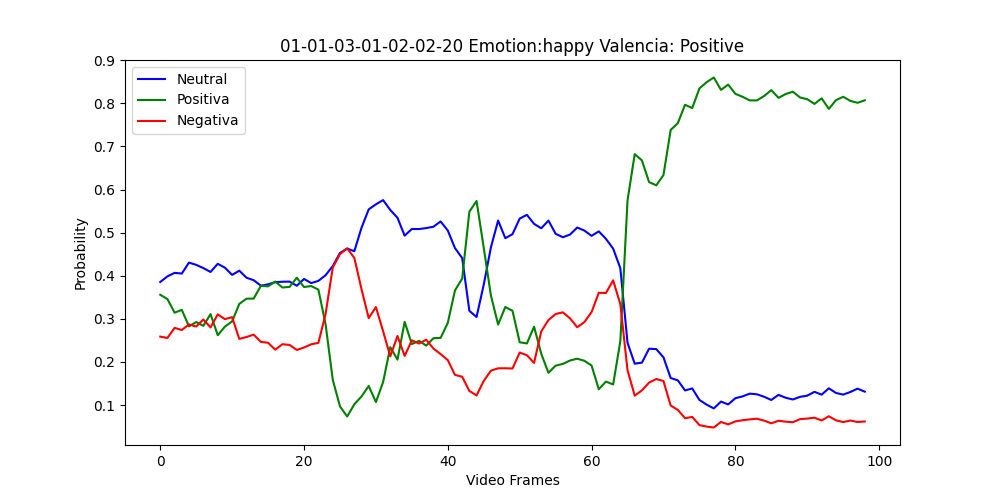 01-01-03-01-02-02-20 Emotion:happy Valencia: Positive
0.9
0.8
0.7
0.6
0.5
0.4
0.3
0.2
0.1
Probability
Neutral
Positiva
Negativa
0 20 40 60 80 100
Video Frames